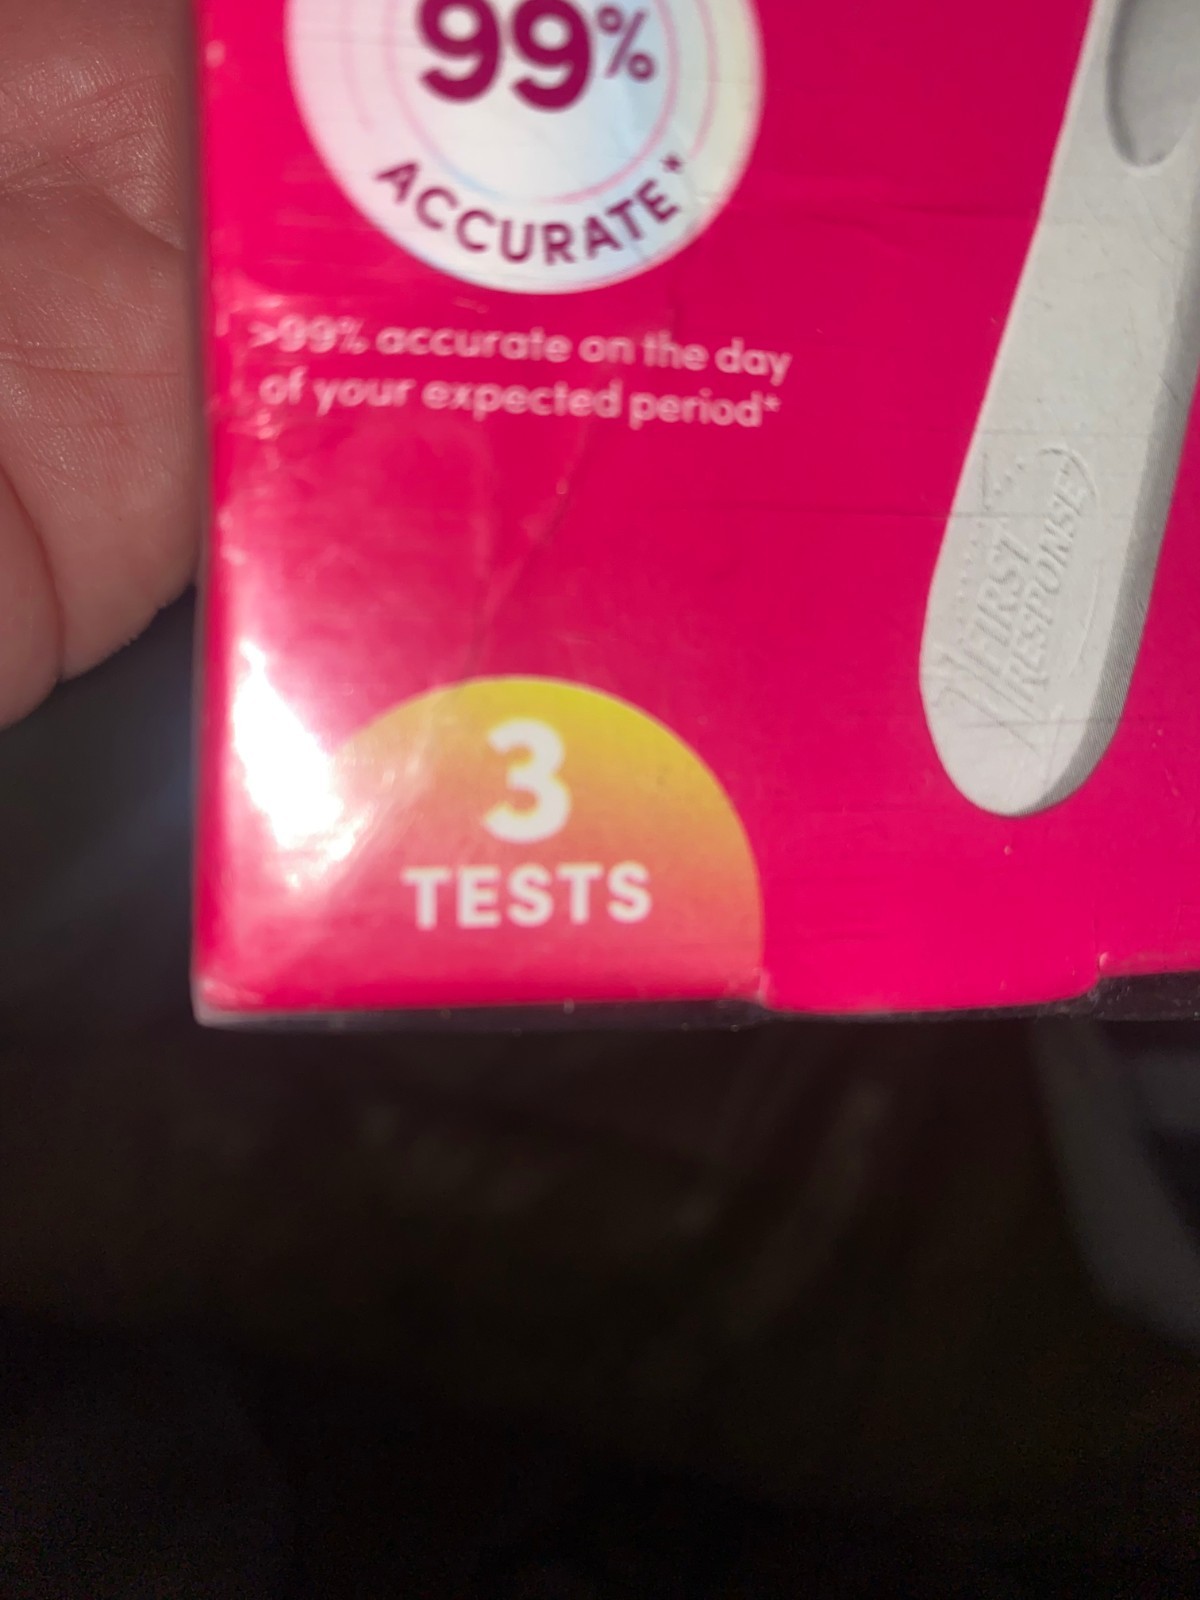 99%
ACCURATE*
>99% accurate on the day
of your expected period*
FIRST
RESPONSE
3
TESTS